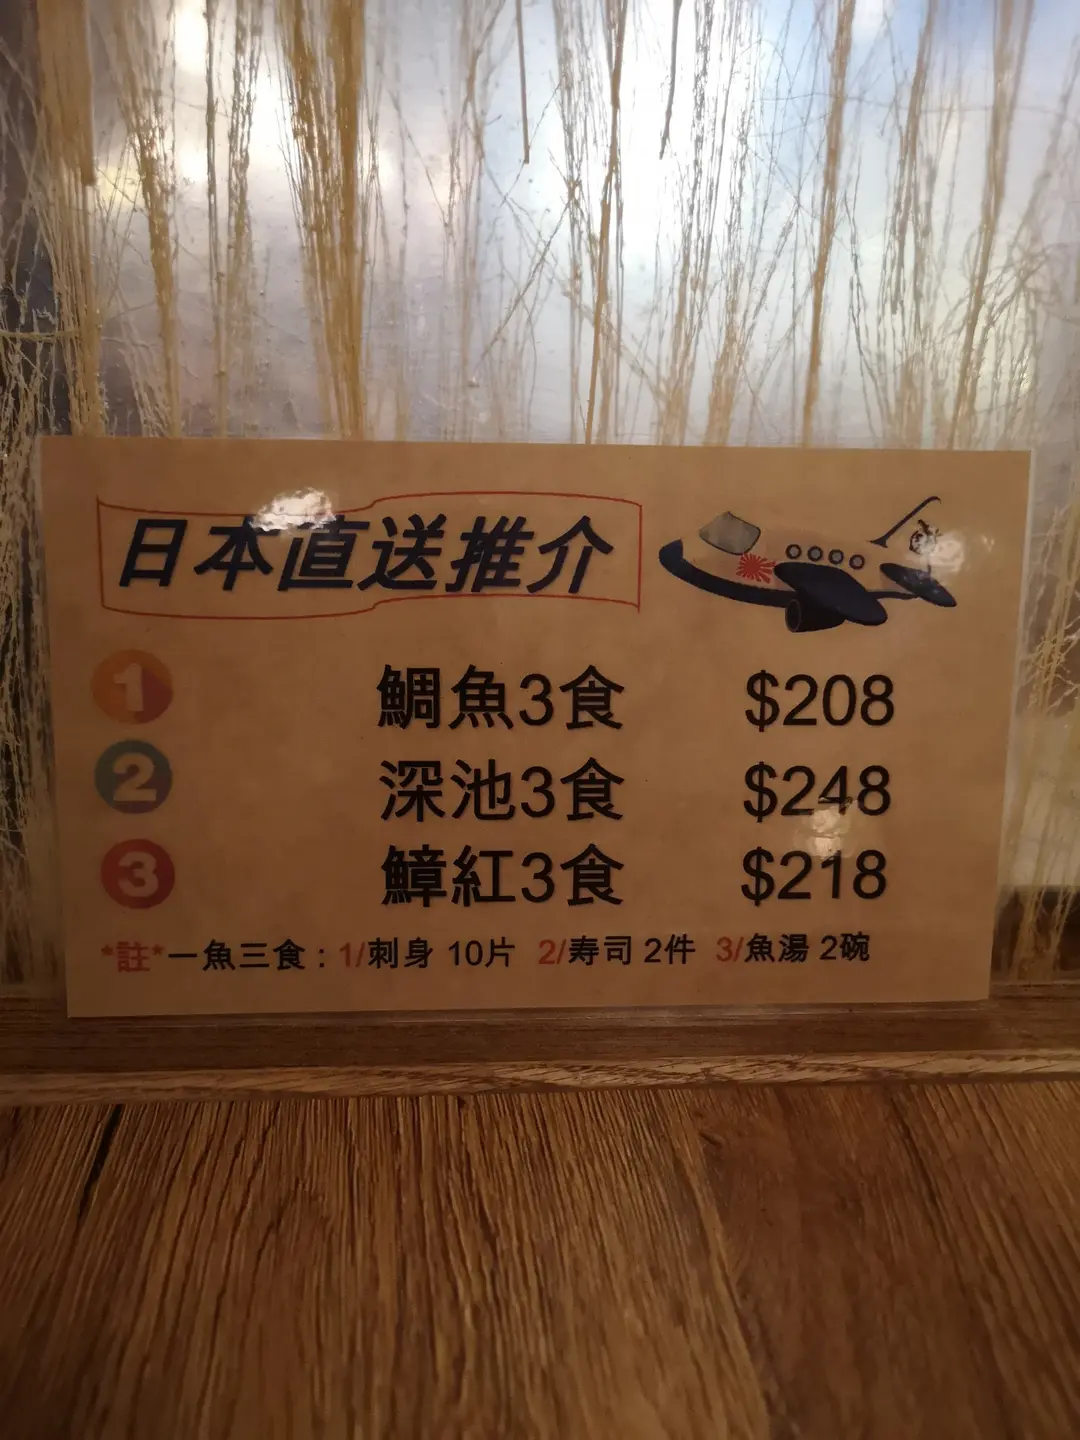 日本直送推介
1 鯛魚3食 $208
2 深池3食 $248
3 鱆紅3食 $218
*註*一魚三食：1/刺身 10片 2/寿司 2件 3/魚湯 2碗